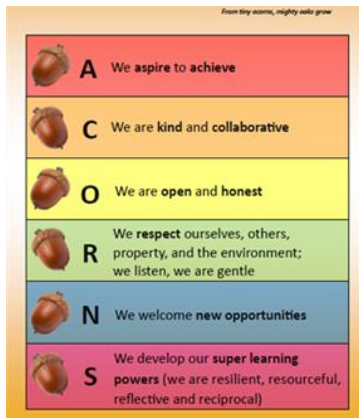 From tiny acorns, mighty oaks grow
A We aspire to achieve
C We are kind and collaborative
O We are open and honest
R We respect ourselves, others,
property, and the environment;
we listen, we are gentle
N We welcome new opportunities
S We develop our super learning
powers (we are resilient, resourceful,
reflective and reciprocal)